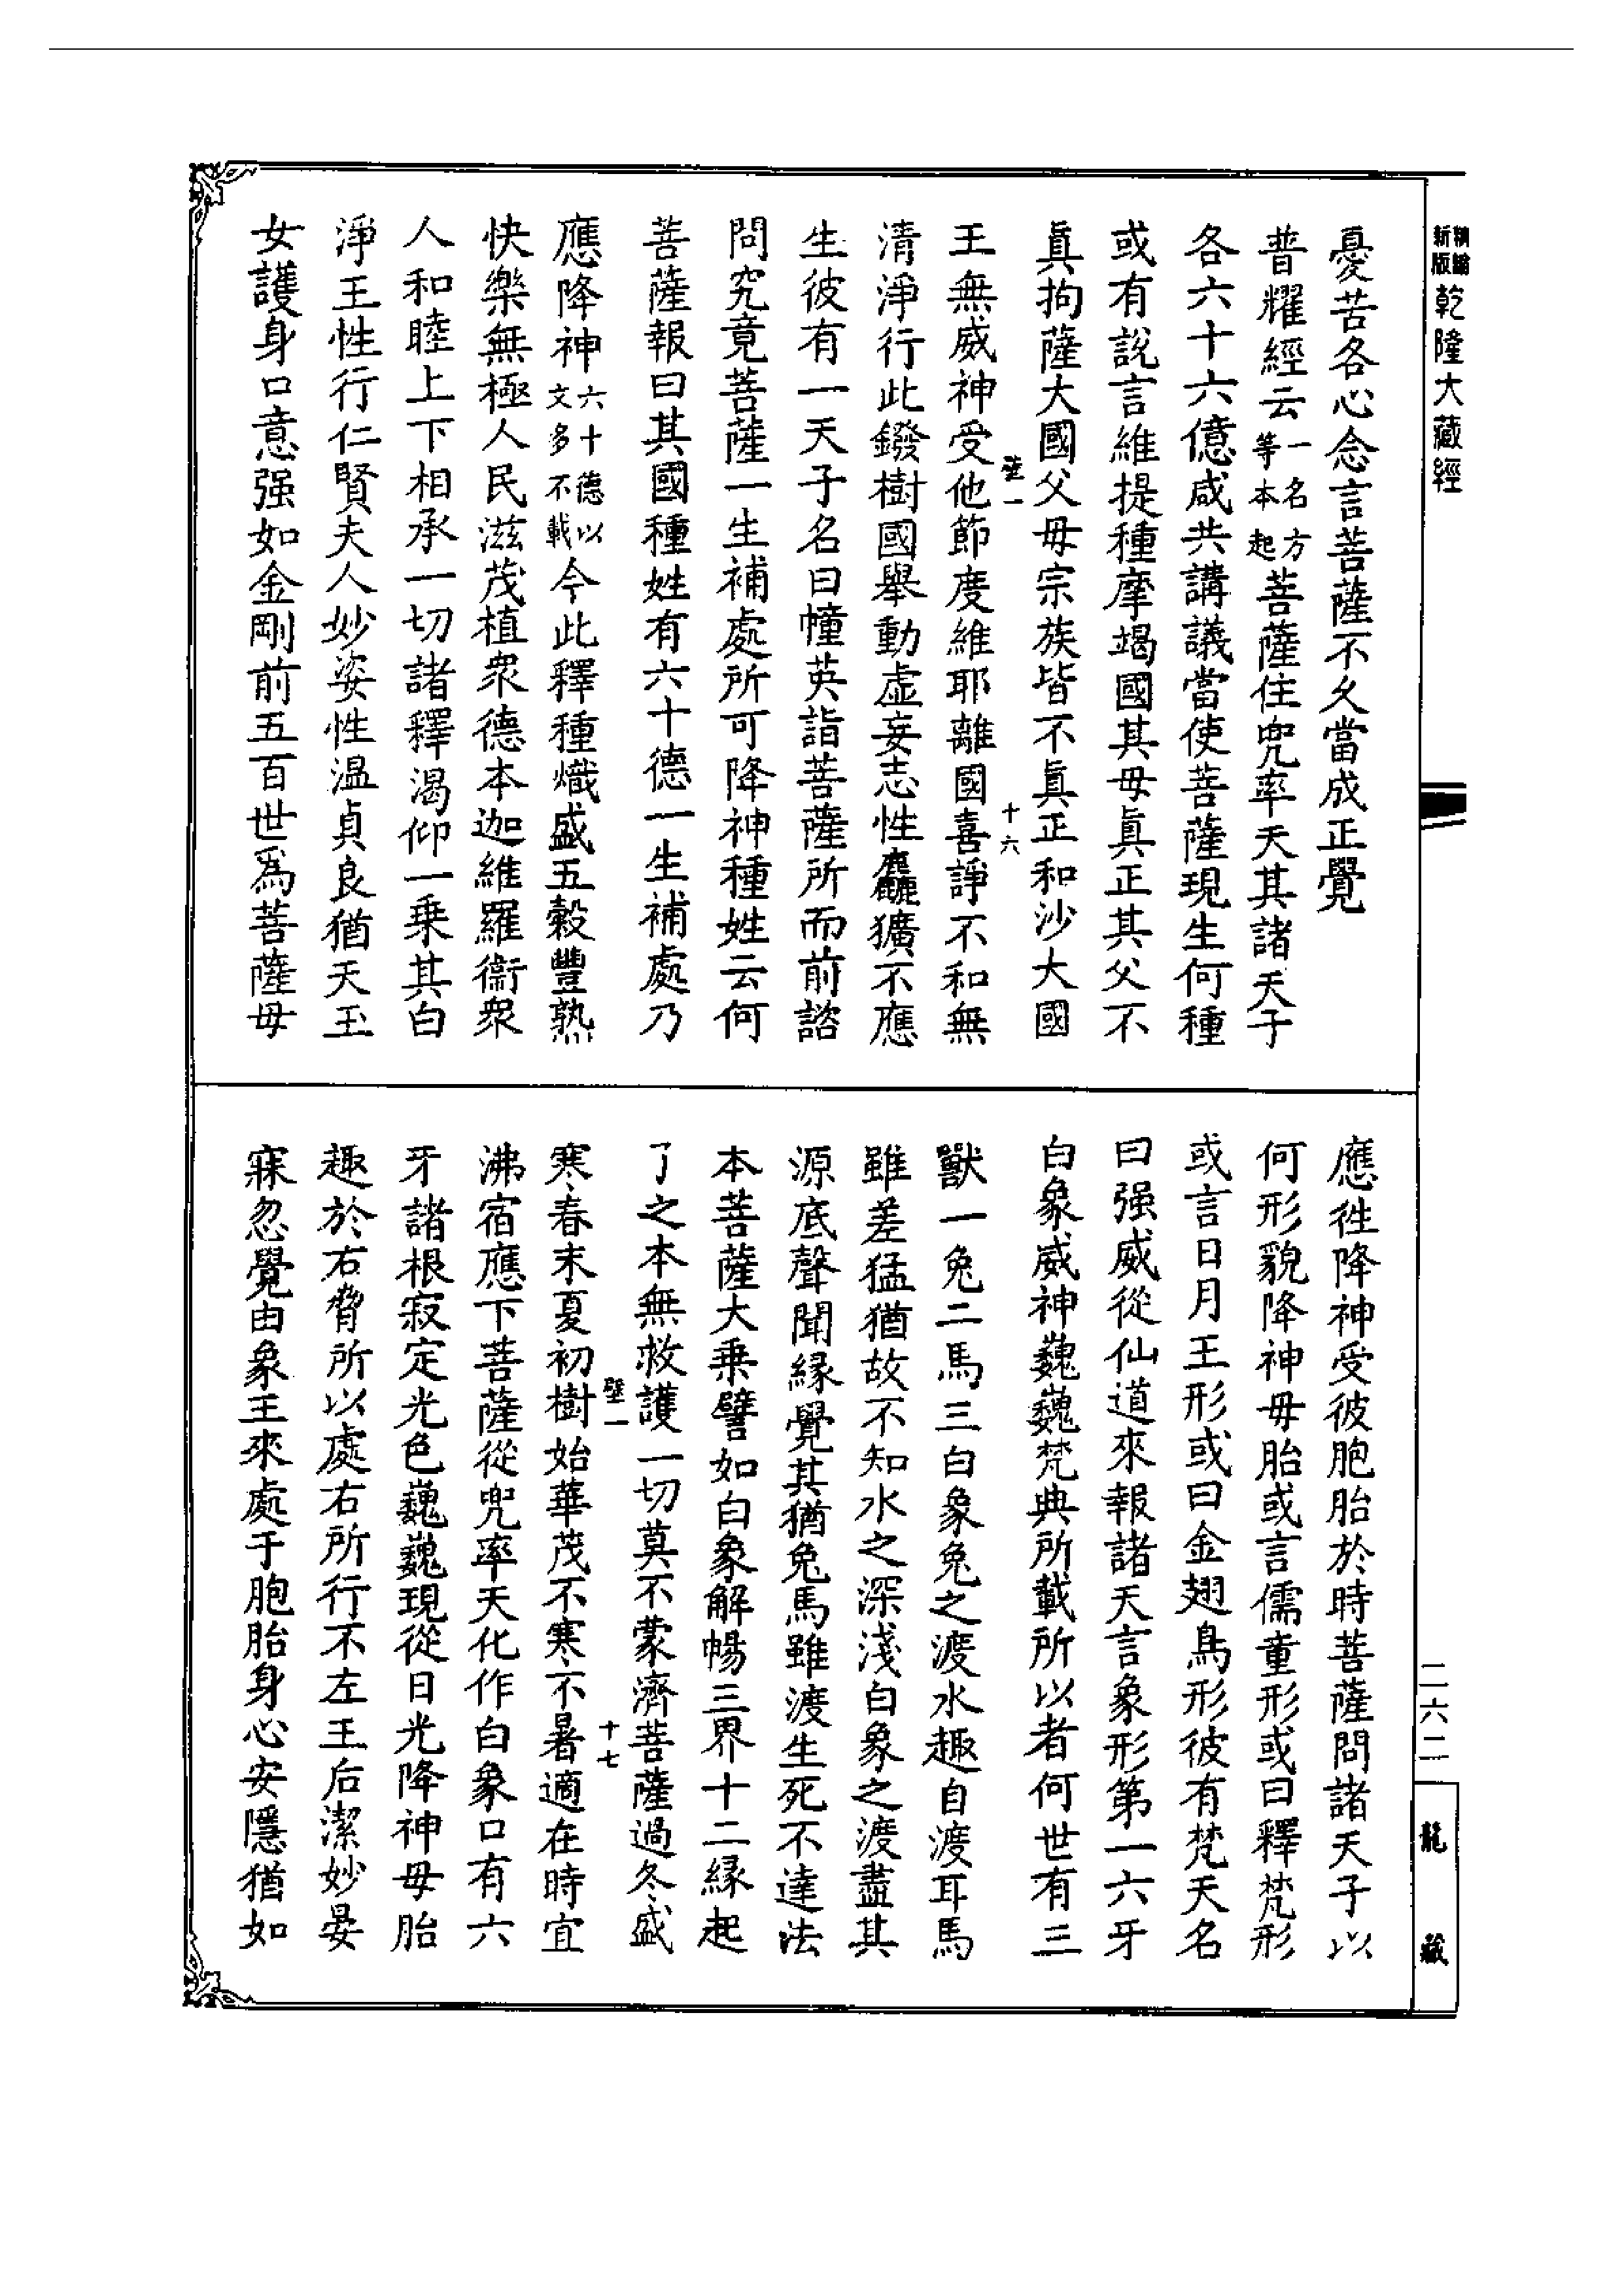 精鏞新版乾隆大藏經
憂苦各心念言菩薩不久當成正覺
普耀經云一名方等本起菩薩住兜率天其諸天子
各六十六億咸共講議當使菩薩現生何種
或有說言維提種摩竭國其母眞正其父不
眞拘薩大國父母宗族皆不眞正和沙大國
壁一 十六
王無威神受他節度維耶離國喜諍不和無
清淨行此鏺樹國舉動虛妄志性麤獷不應
生彼有一天子名曰幢英詣菩薩所而前諮
問究竟菩薩一生補處所可降神種姓云何
菩薩報曰其國種姓有六十德一生補處乃
應降神六十德以文多不載今此釋種熾盛五穀豐熟
快樂無極人民滋茂植衆德本迦維羅衞衆
人和睦上下相承一切諸釋渴仰一乗其白
淨王性行仁賢夫人妙姿性溫貞良猶天玉
女護身口意强如金剛前五百世爲菩薩母
應徃降神受彼胞胎於時菩薩問諸天子以
何形貌降神母胎或言儒童形或曰釋梵形
或言日月王形或曰金翅鳥形彼有梵天名
曰强威從仙道來報諸天言象形第一六牙
白象威神巍巍梵典所載所以者何世有三
獸一兔二馬三白象兔之渡水趣自渡耳馬
雖差猛猶故不知水之深淺白象之渡盡其
源底聲聞緣覺其猶兔馬雖渡生死不達法
本菩薩大乗譬如白象解暢三界十二緣起
了之本無救護一切莫不蒙濟菩薩過冬盛
壁一 十七
寒春末夏初樹始華茂不寒不暑適在時宜
沸宿應下菩薩從兜率天化作白象口有六
牙諸根寂定光色巍巍現從日光降神母胎
趣於右脅所以處右所行不左王后潔妙晏
寐忽覺由象王來處于胞胎身心安隱猶如
二六二
龍藏